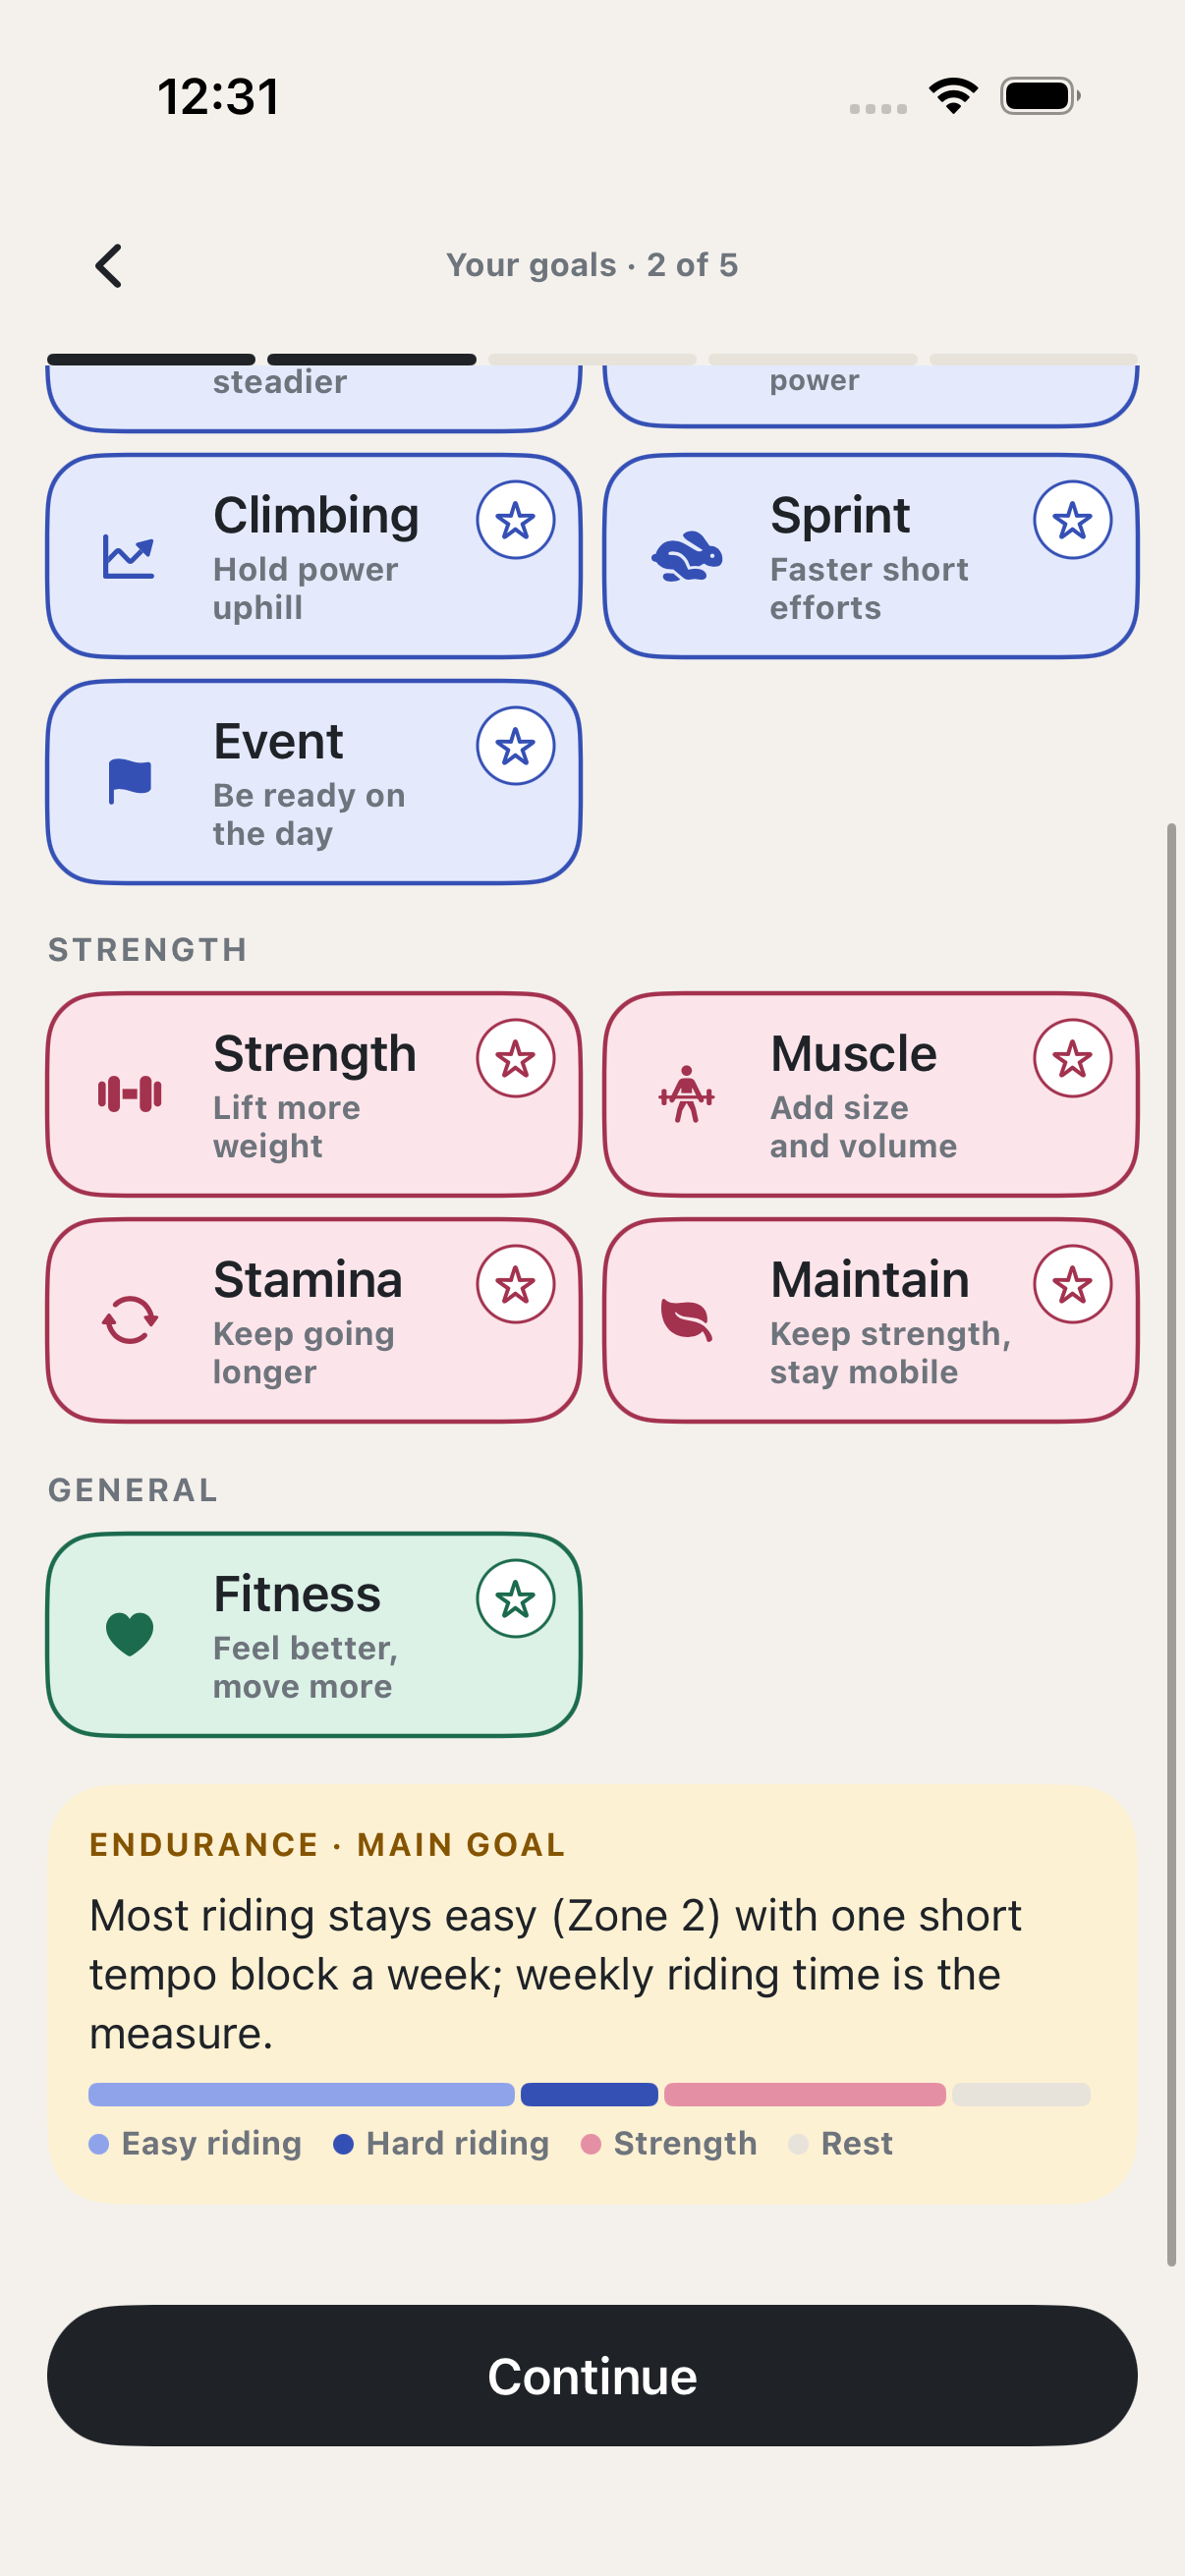 12:31
Your goals · 2 of 5
steadier
power
Climbing
Hold power
uphill
Sprint
Faster short
efforts
Event
Be ready on
the day
STRENGTH
Strength
Lift more
weight
Muscle
Add size
and volume
Stamina
Keep going
longer
Maintain
Keep strength,
stay mobile
GENERAL
Fitness
Feel better,
move more
ENDURANCE · MAIN GOAL
Most riding stays easy (Zone 2) with one short
tempo block a week; weekly riding time is the
measure.
Easy riding
Hard riding
Strength
Rest
Continue